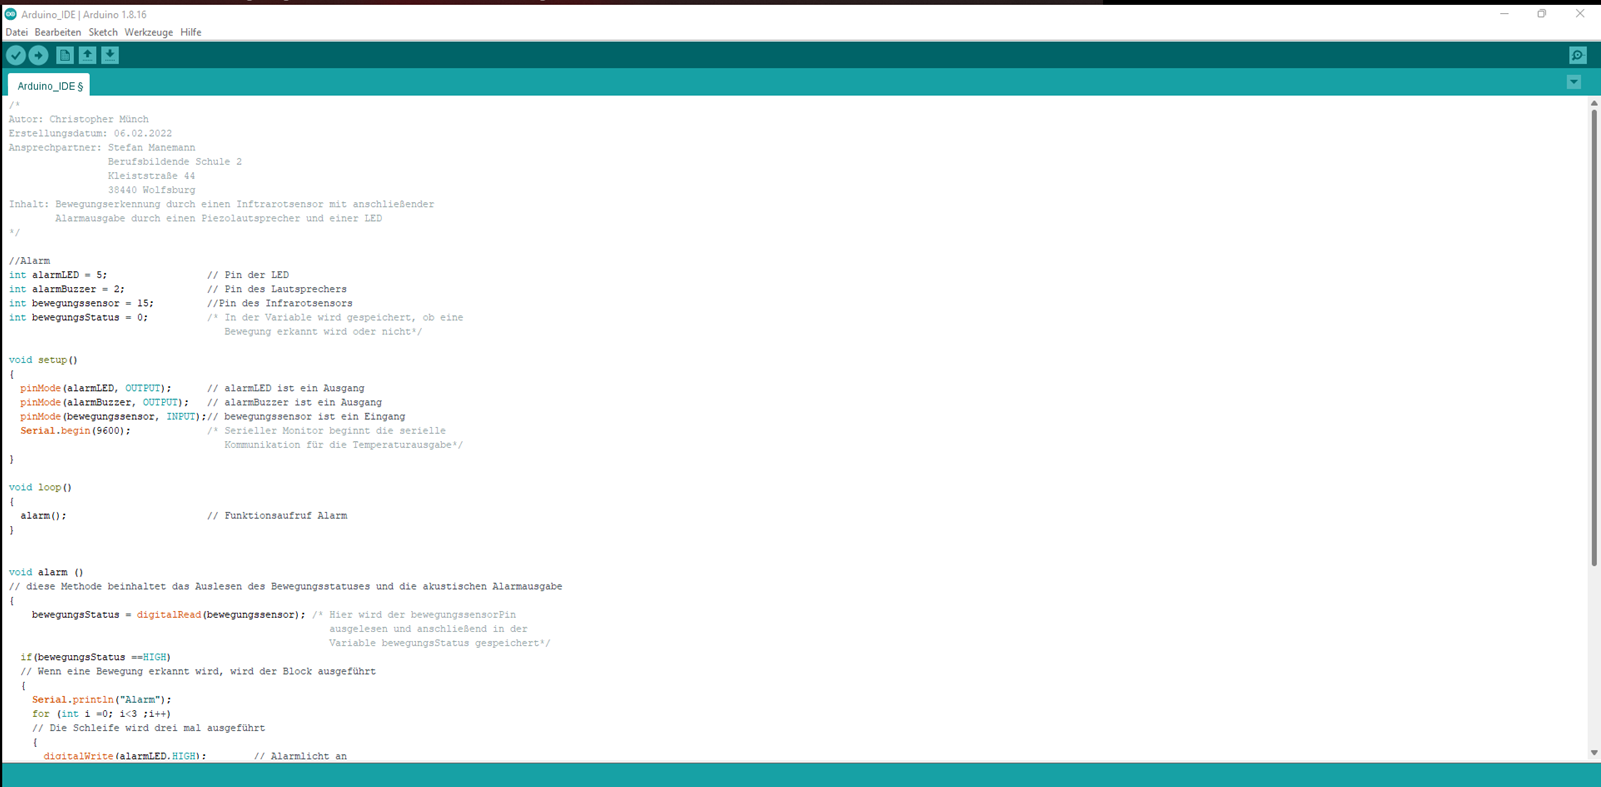 Arduino_IDE | Arduino 1.8.16
Datei Bearbeiten Sketch Werkzeuge Hilfe
Arduino_IDE §
/*
Autor: Christopher Münch
Erstellungsdatum: 06.02.2022
Ansprechpartner: Stefan Manemann
Berufsbildende Schule 2
Kleiststraße 44
38440 Wolfsburg
Inhalt: Bewegungserkennung durch einen Inftrarotsensor mit anschließender
Alarmausgabe durch einen Piezolautsprecher und einer LED
*/
//Alarm
int alarmLED = 5; // Pin der LED
int alarmBuzzer = 2; // Pin des Lautsprechers
int bewegungssensor = 15; //Pin des Infrarotsensors
int bewegungsStatus = 0; /* In der Variable wird gespeichert, ob eine
Bewegung erkannt wird oder nicht*/
void setup()
{
pinMode(alarmLED, OUTPUT); // alarmLED ist ein Ausgang
pinMode(alarmBuzzer, OUTPUT); // alarmBuzzer ist ein Ausgang
pinMode(bewegungssensor, INPUT);// bewegungssensor ist ein Eingang
Serial.begin(9600); /* Serieller Monitor beginnt die serielle
Kommunikation für die Temperaturausgabe*/
}
void loop()
{
alarm(); // Funktionsaufruf Alarm
}
void alarm ()
// diese Methode beinhaltet das Auslesen des Bewegungsstatuses und die akustischen Alarmausgabe
{
bewegungsStatus = digitalRead(bewegungssensor); /* Hier wird der bewegungssensorPin
ausgelesen und anschließend in der
Variable bewegungsStatus gespeichert*/
if(bewegungsStatus ==HIGH)
// Wenn eine Bewegung erkannt wird, wird der Block ausgeführt
{
Serial.println("Alarm");
for (int i =0; i<3 ;i++)
// Die Schleife wird drei mal ausgeführt
{
digitalWrite(alarmLED,HIGH); // Alarmlicht an